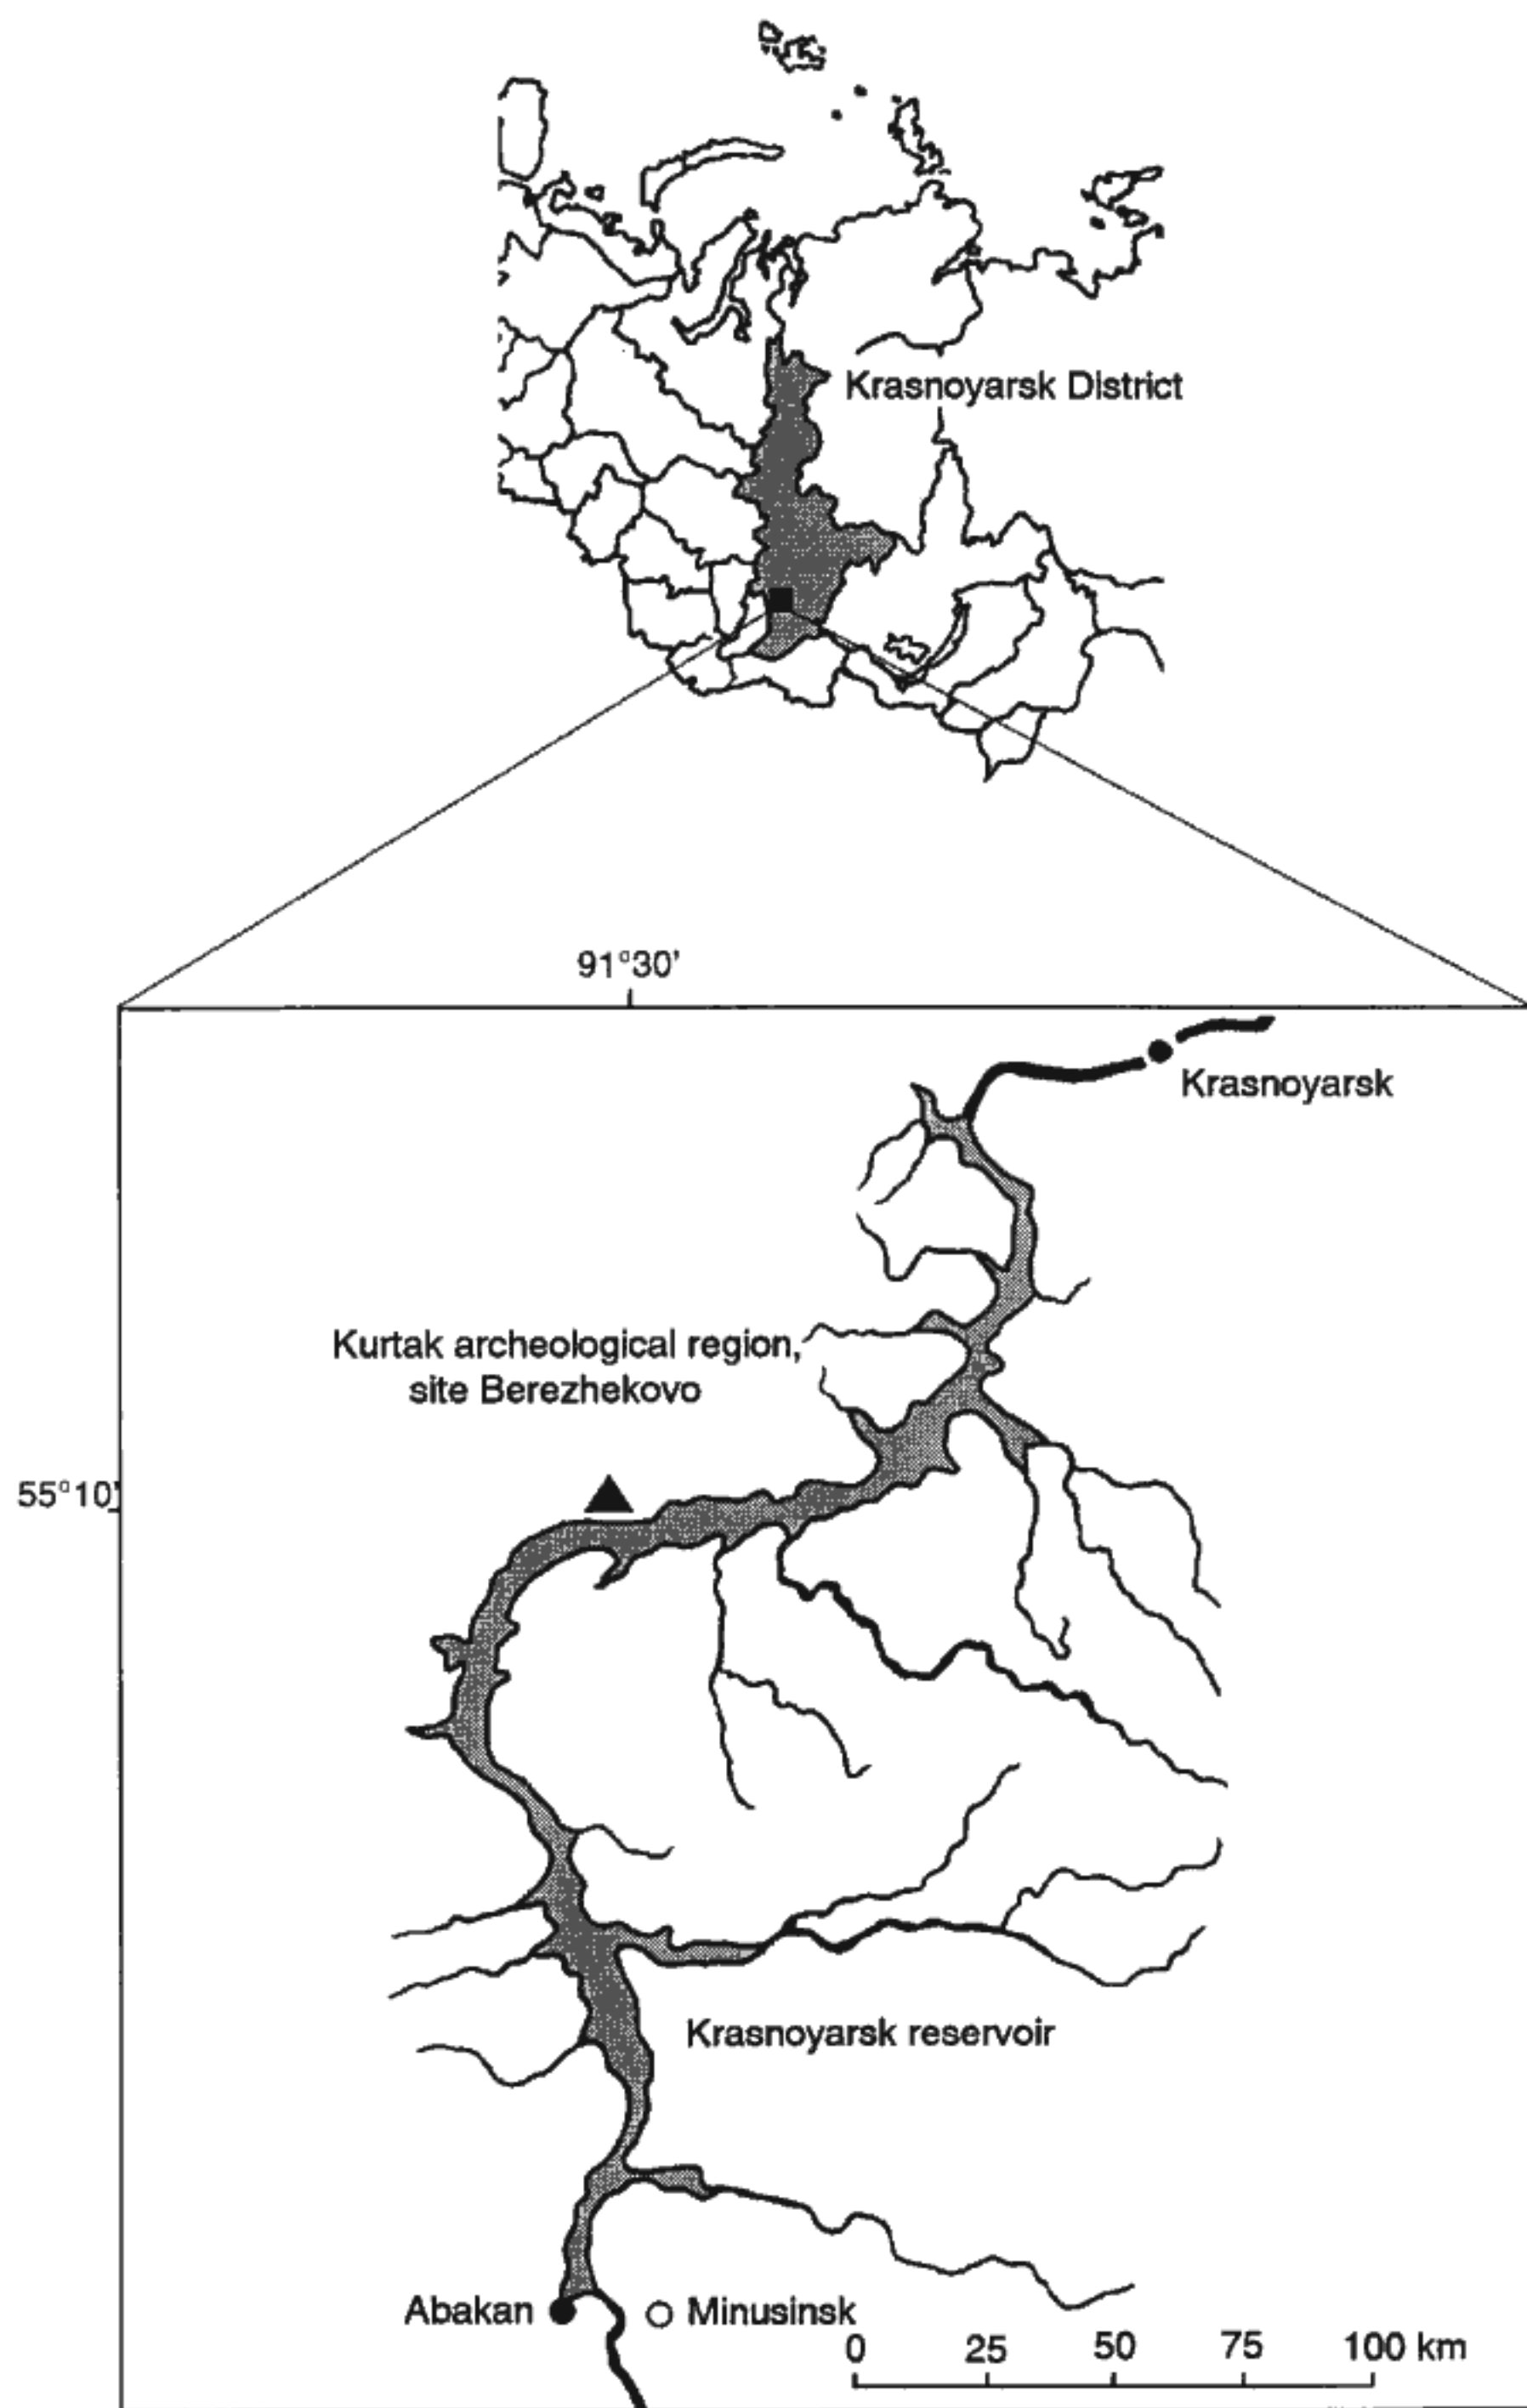 Krasnoyarsk District
91°30'
Krasnoyarsk
Kurtak archeological region,
site Berezhekovo
55°10'
Krasnoyarsk reservoir
Abakan
Minusinsk
0 25 50 75 100 km